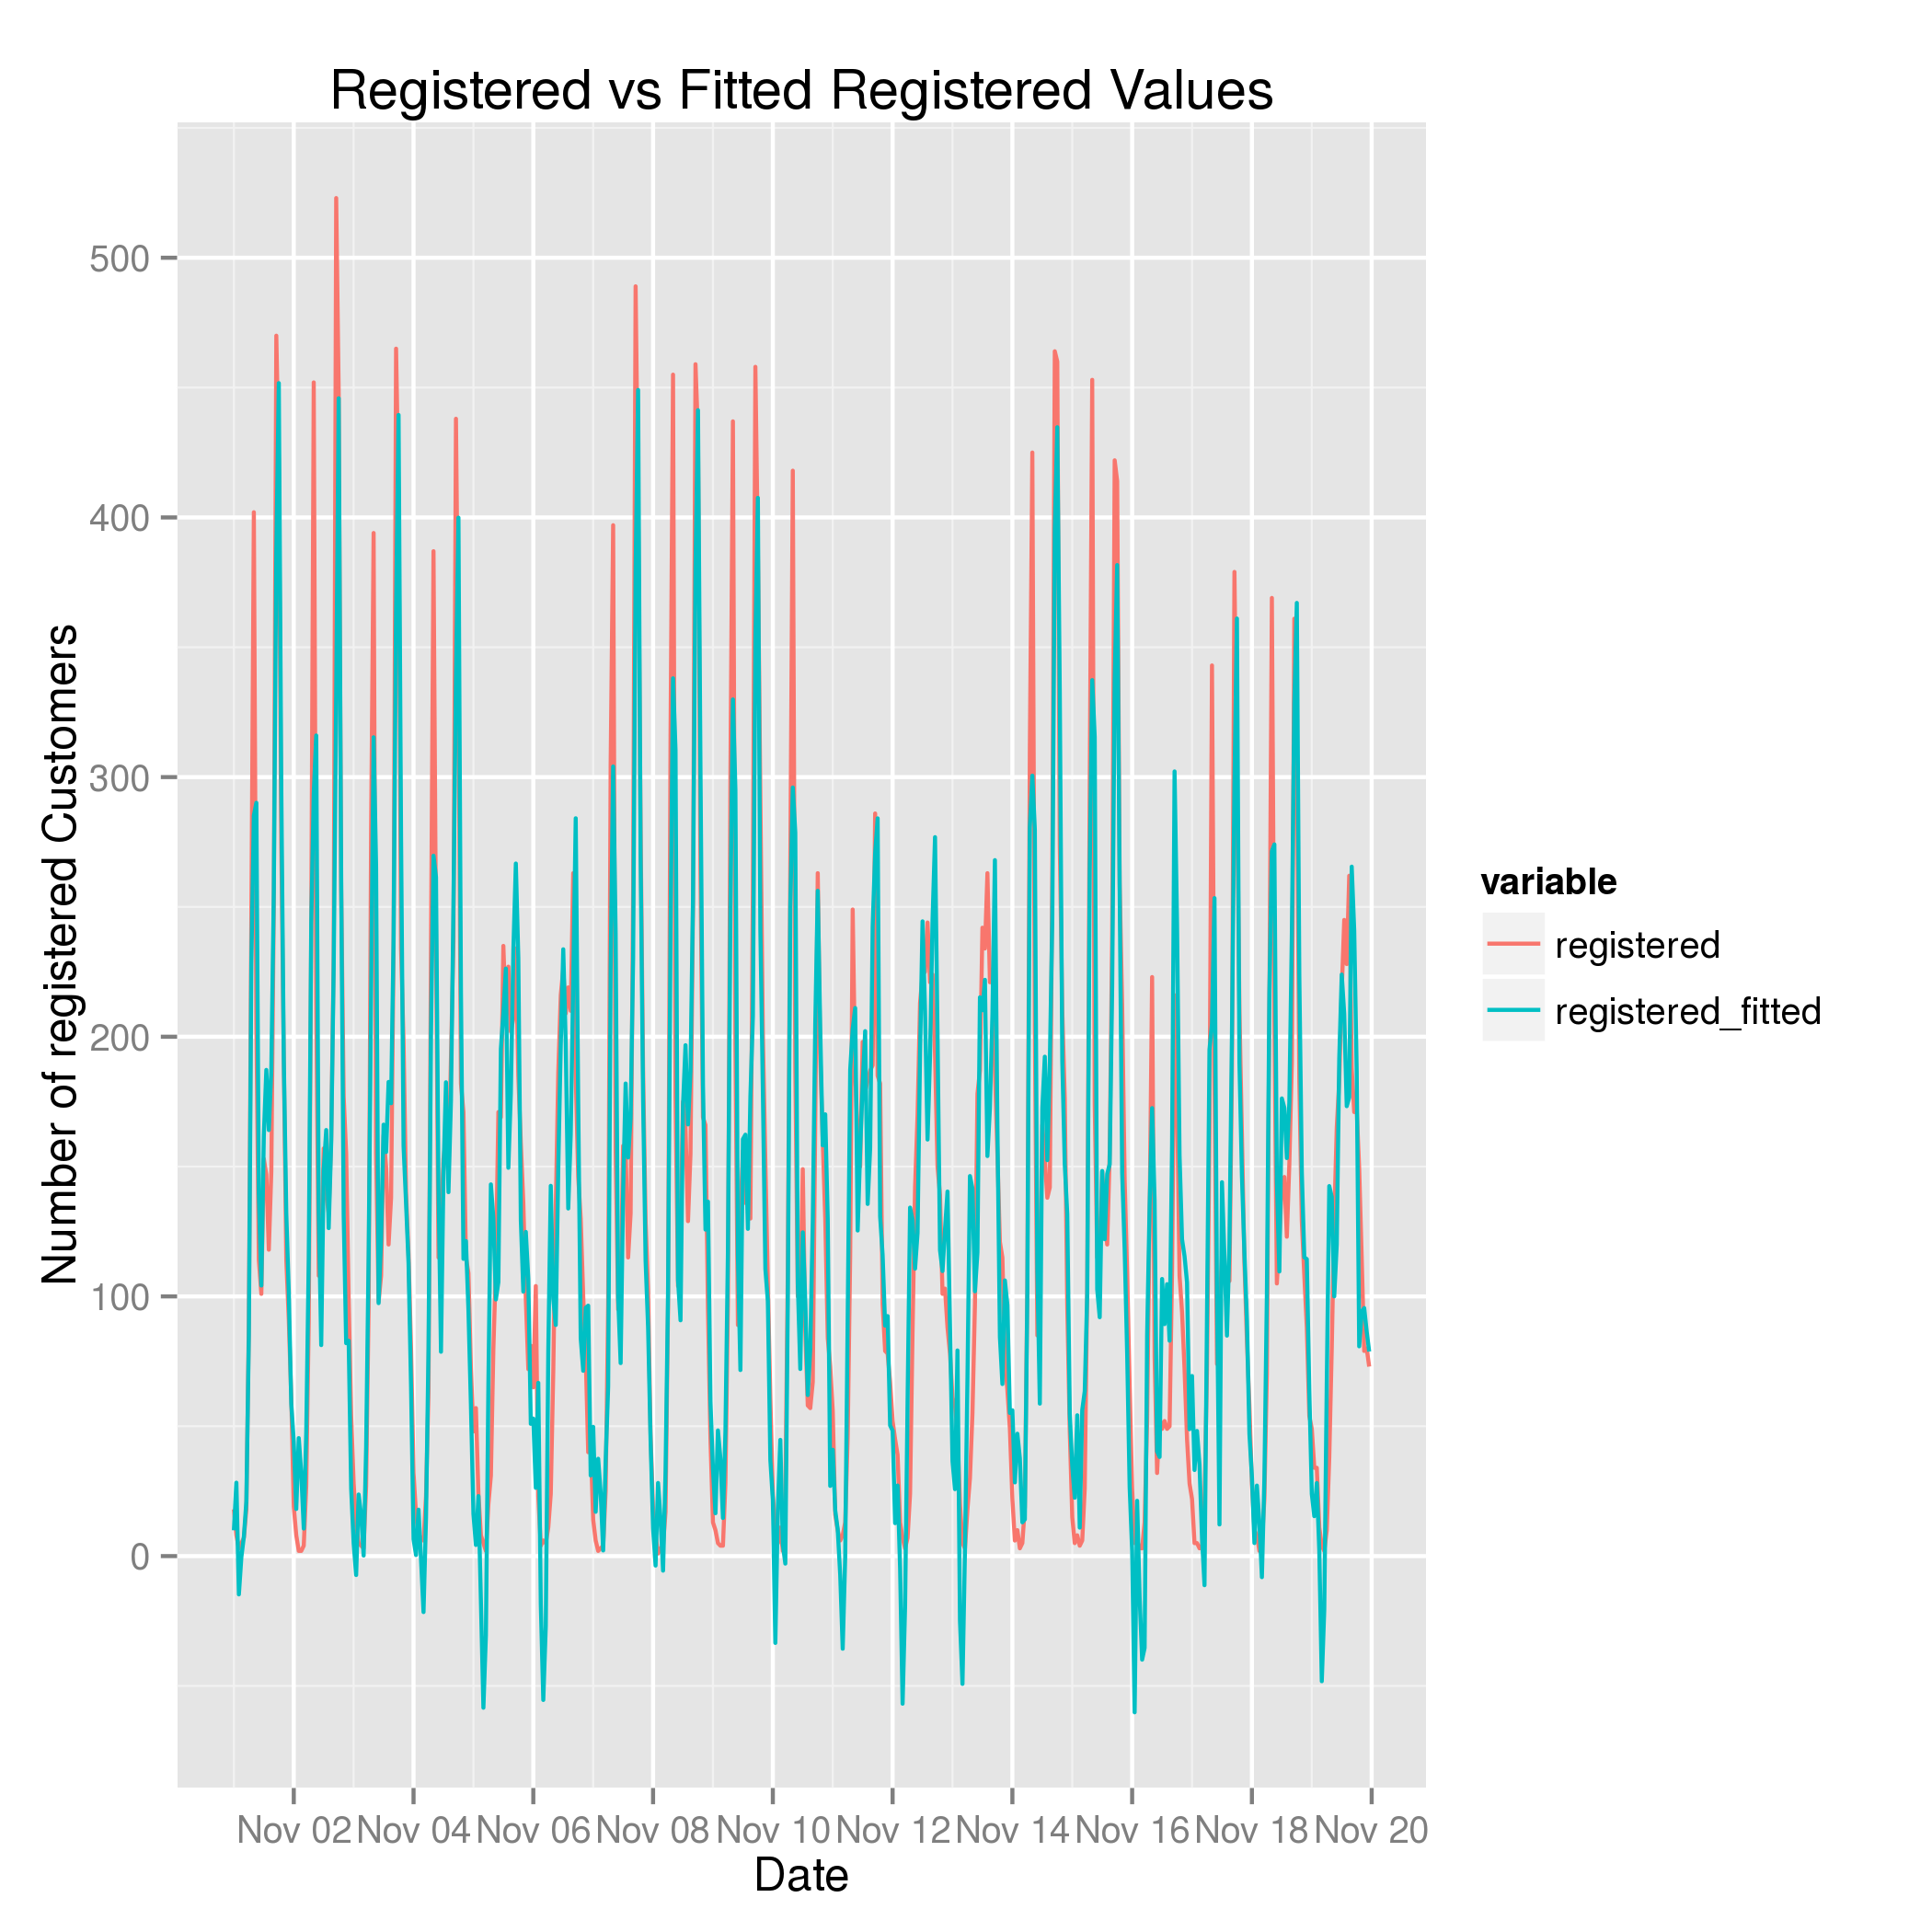 Registered vs Fitted Registered Values
500
400
300
200
100
0
Number of registered Customers
Nov 02 Nov 04 Nov 06 Nov 08 Nov 10 Nov 12 Nov 14 Nov 16 Nov 18 Nov 20
Date
variable
registered
registered_fitted